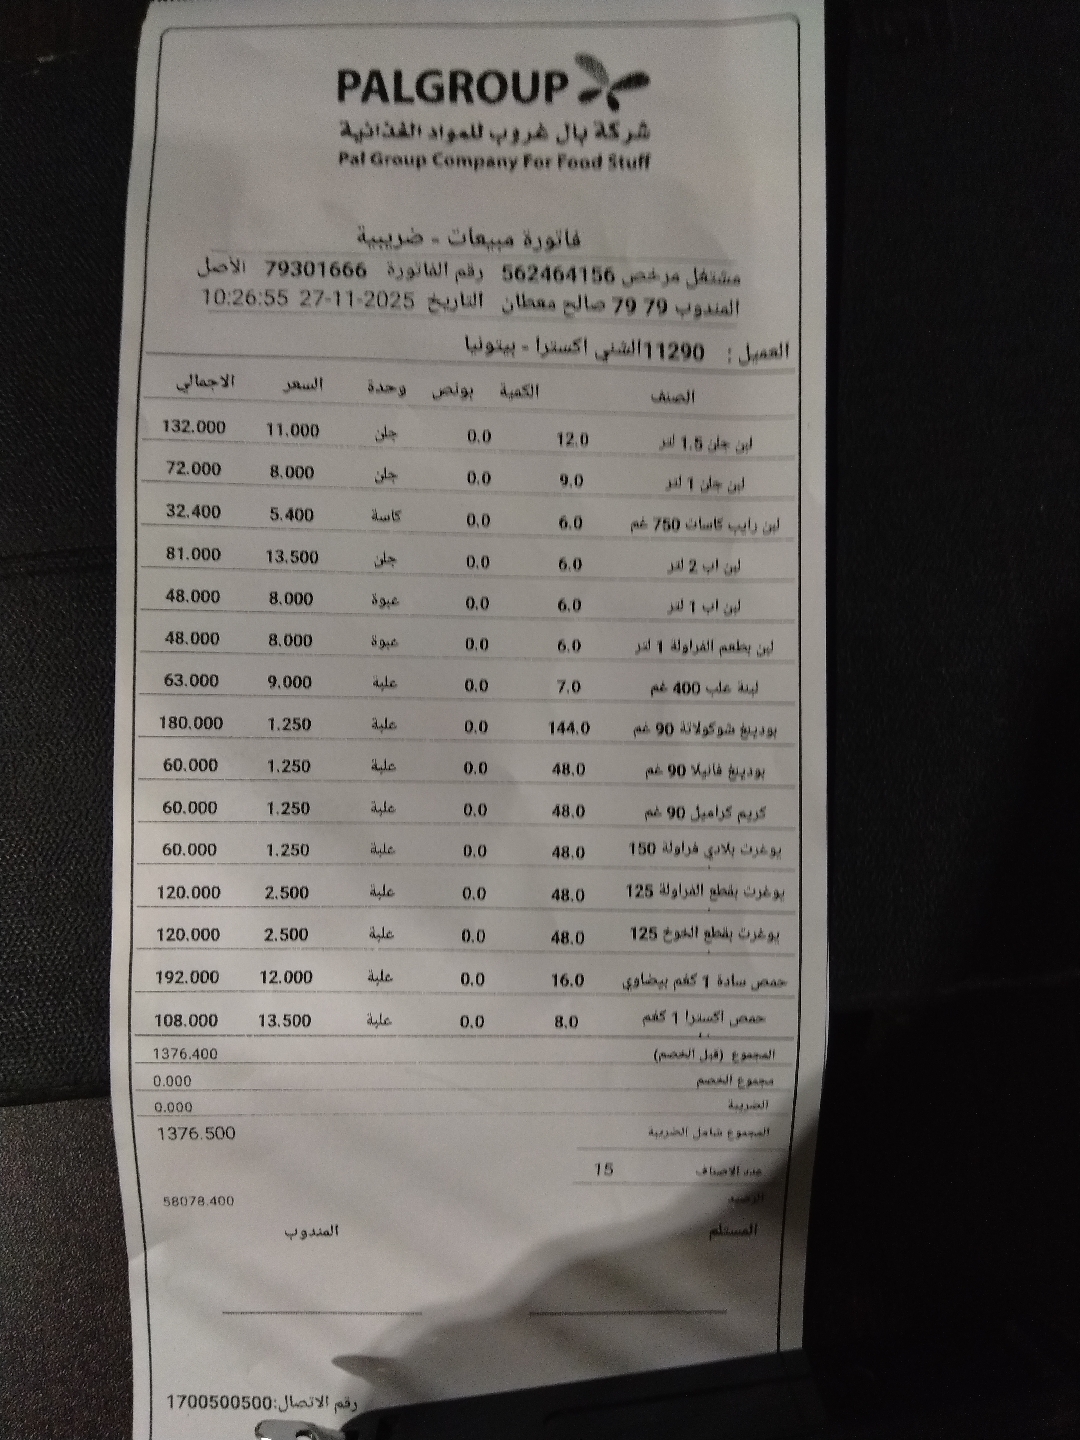 PALGROUP
شركة بال غروب للمواد الغذائية
Pal Group Company For Food Stuff
فاتورة مبيعات - ضريبية
مشتغل مرخص 562464156 رقم الفاتورة 79301666 الأصل
المندوب 79 79 صالح معطان التاريخ 27-11-2025 10:26:55
العميل : 11290الشني اكسترا - بيتونيا
الصنف الكمية بونص وحدة السعر الاجمالي
لبن جلن 1.5 لتر 12.0 0.0 جلن 11.000 132.000
لبن جلن 1 لتر 9.0 0.0 جلن 8.000 72.000
لبن رايب كاسات 750 غم 6.0 0.0 كاسة 5.400 32.400
لبن اب 2 لتر 6.0 0.0 جلن 13.500 81.000
لبن اب 1 لتر 6.0 0.0 عبوة 8.000 48.000
لبن بطعم الفراولة 1 لتر 6.0 0.0 عبوة 8.000 48.000
لبنة علب 400 غم 7.0 0.0 علبة 9.000 63.000
بودينغ شوكولاتة 90 غم 144.0 0.0 علبة 1.250 180.000
بودينغ فانيلا 90 غم 48.0 0.0 علبة 1.250 60.000
كريم كراميل 90 غم 48.0 0.0 علبة 1.250 60.000
يوغرت بلادي فراولة 150 48.0 0.0 علبة 1.250 60.000
يوغرت بقطع الفراولة 125 48.0 0.0 علبة 2.500 120.000
يوغرت بقطع الخوخ 125 48.0 0.0 علبة 2.500 120.000
حمص سادة 1 كغم بيضاوي 16.0 0.0 علبة 12.000 192.000
حمص اكسترا 1 كغم 8.0 0.0 علبة 13.500 108.000
المجموع (قبل الخصم) 1376.400
مجموع الخصم 0.000
الضريبة 0.000
المجموع شامل الضريبة 1376.500
عدد الاصناف 15
الرصيد 58078.400
المستلم المندوب
رقم الاتصال:1700500500